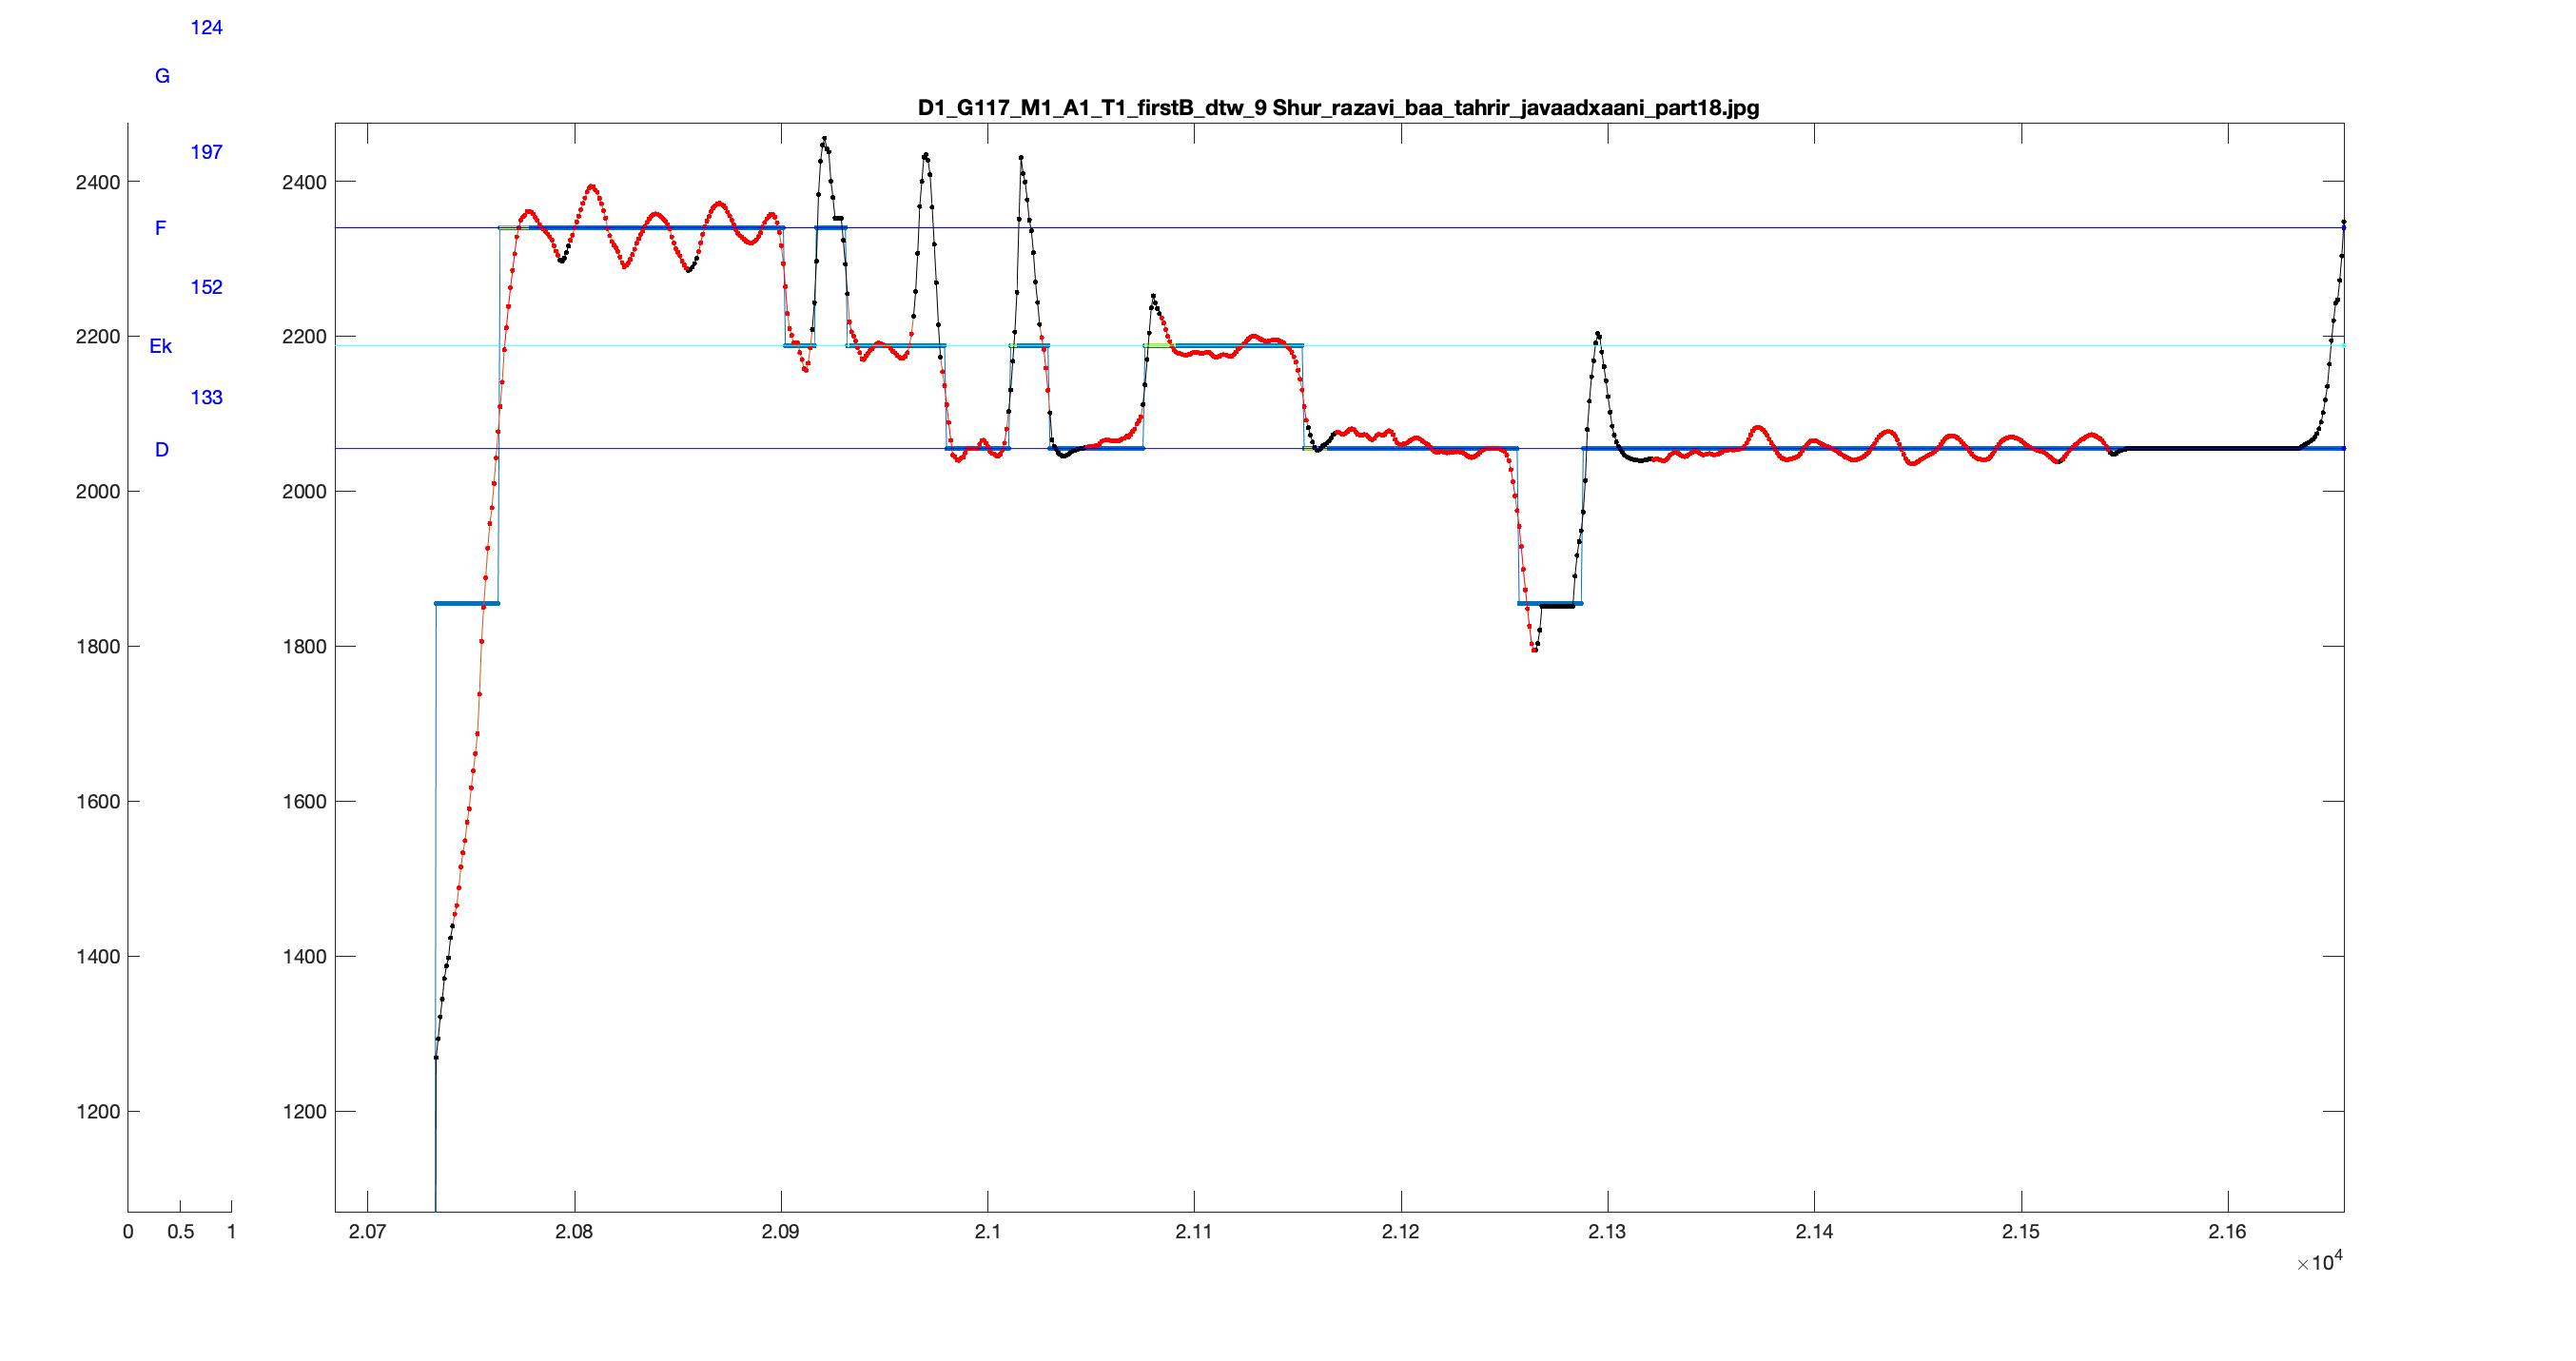 124
G
D1_G117_M1_A1_T1_firstB_dtw_9 Shur_razavi_baa_tahrir_javaadxaani_part18.jpg
197
2400 2400
F
152
2200 Ek 2200
133
D
2000 2000
1800 1800
1600 1600
1400 1400
1200 1200
0 0.5 1 2.07 2.08 2.09 2.1 2.11 2.12 2.13 2.14 2.15 2.16
×10^4